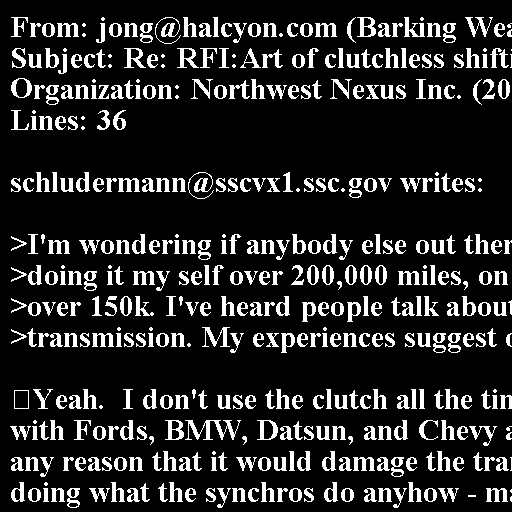 From: jong@halcyon.com (Barking Wea
Subject: Re: RFI:Art of clutchless shifti
Organization: Northwest Nexus Inc. (20
Lines: 36
schludermann@sscvx1.ssc.gov writes:
>I'm wondering if anybody else out ther
>doing it my self over 200,000 miles, on
>over 150k. I've heard people talk about
>transmission. My experiences suggest o
Yeah.  I don't use the clutch all the tim
with Fords, BMW, Datsun, and Chevy a
any reason that it would damage the tra
doing what the synchros do anyhow - ma